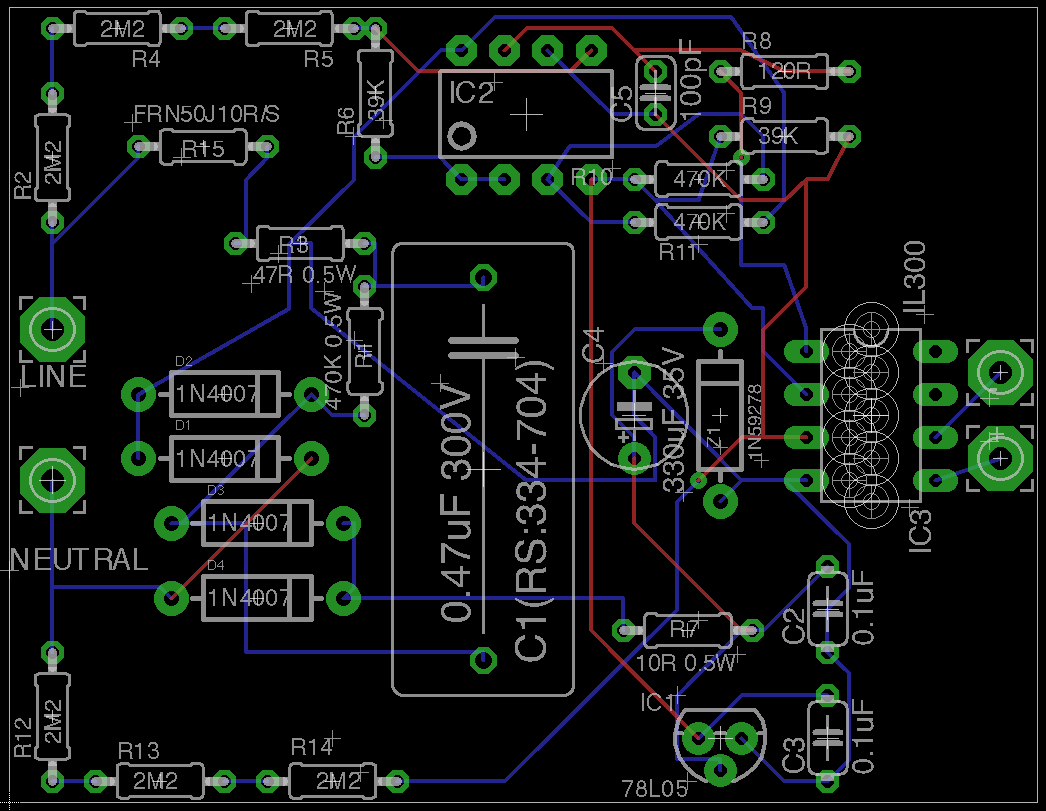 2M2
R4
2M2
R5
R6
39K
IC2
C5
100pF
R8
120R
R9
39K
R10
470K
470K
R11
FRN50J10R/S
R15
R2
2M2
R3
47R 0.5W
470K 0.5W
R1
LINE
D2
1N4007
D1
1N4007
D3
1N4007
D4
1N4007
NEUTRAL
0.47uF 300V
C1(RS:334-704)
C4
+
330uF 35V
Z1
1N5927B
IL300
IC3
C2
0.1uF
R7
10R 0.5W
IC1
78L05
C3
0.1uF
R12
2M2
R13
2M2
R14
2M2